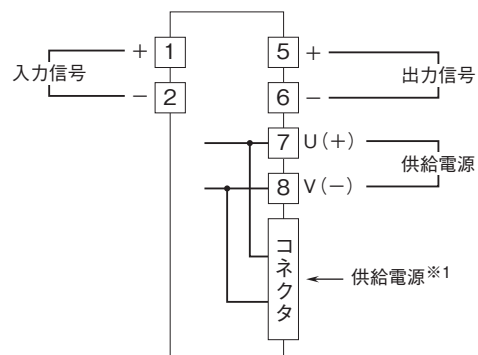 入力信号
+ 1
− 2
5 +
6 −
出力信号
7 U(+)
8 V(−)
供給電源
コネクタ
供給電源※1